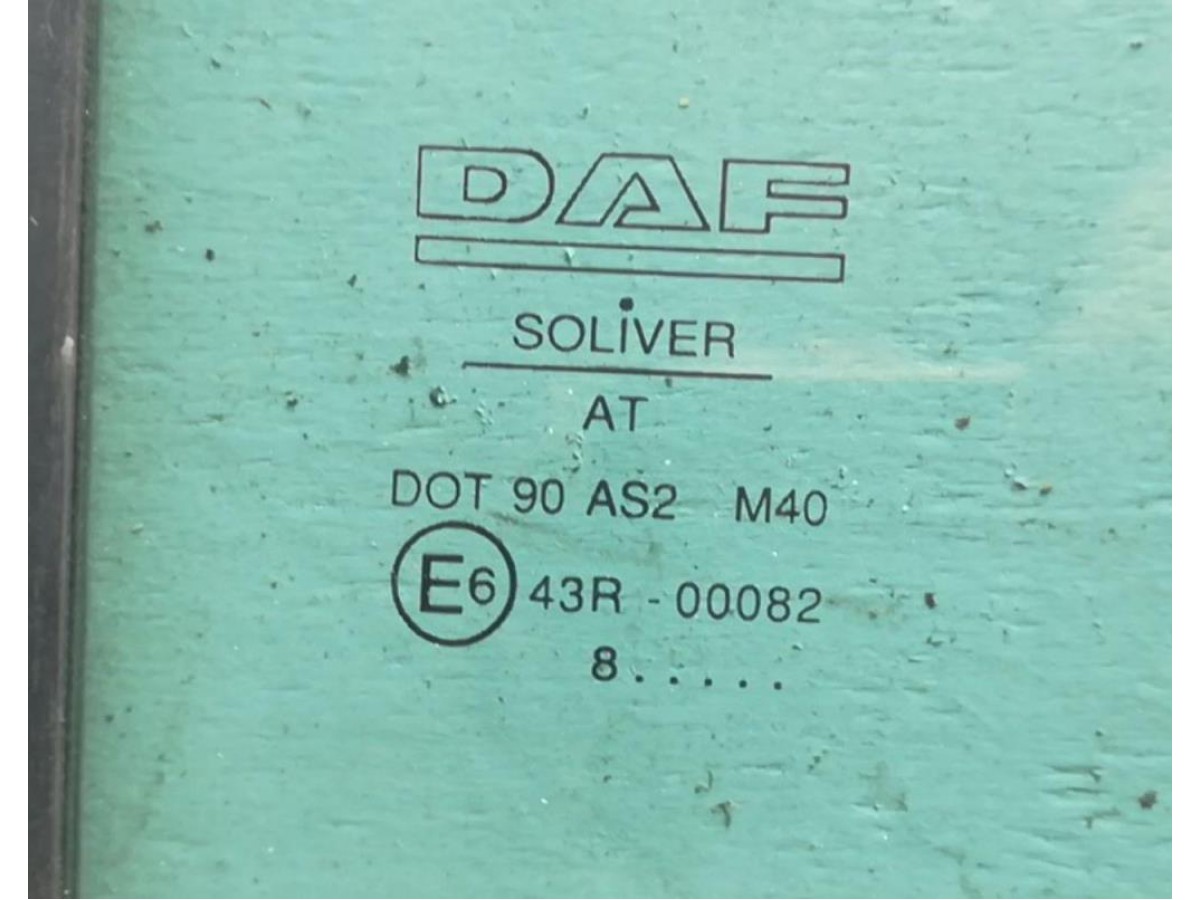 DAF
SOLIVER
AT
DOT 90 AS2 M40
E6 43R - 00082
8.....